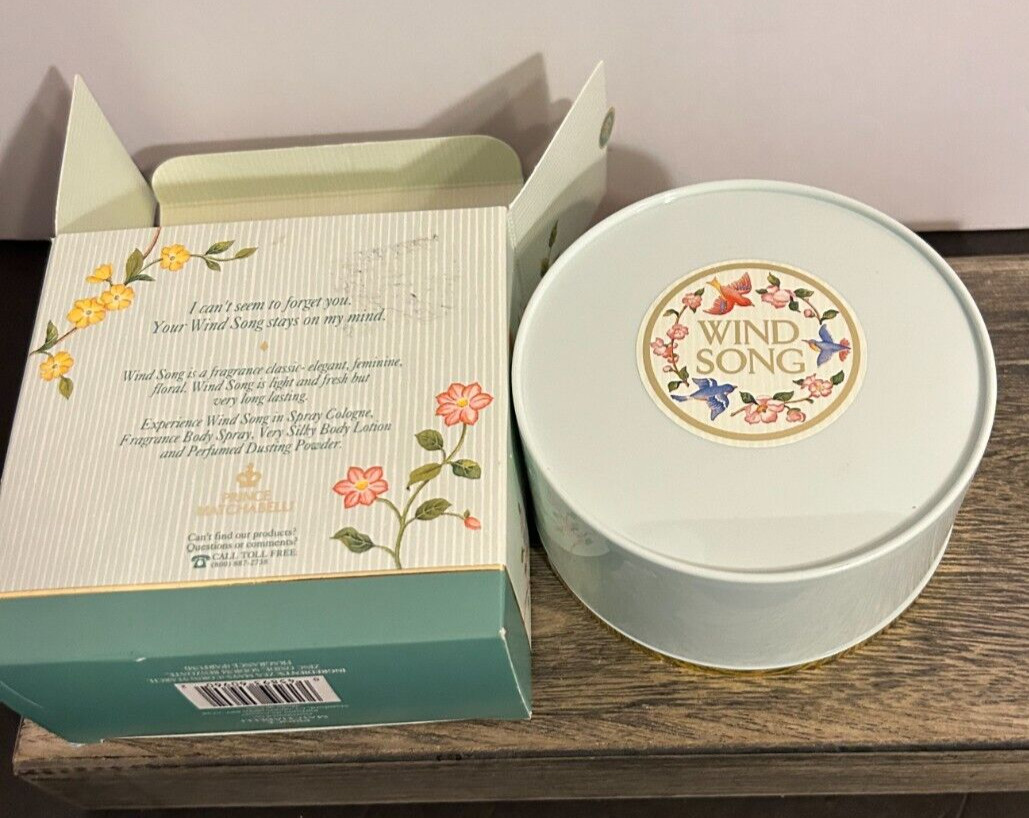 I can't seem to forget you.
Your Wind Song stays on my mind.
Wind Song is a fragrance classic- elegant, feminine,
floral. Wind Song is light and fresh but
very long lasting.
Experience Wind Song in Spray Cologne,
Fragrance Body Spray, Very Silky Body Lotion
and Perfumed Dusting Powder.
PRINCE
MATCHABELLI
Can't find our products?
Questions or comments?
CALL TOLL FREE:
WIND
SONG